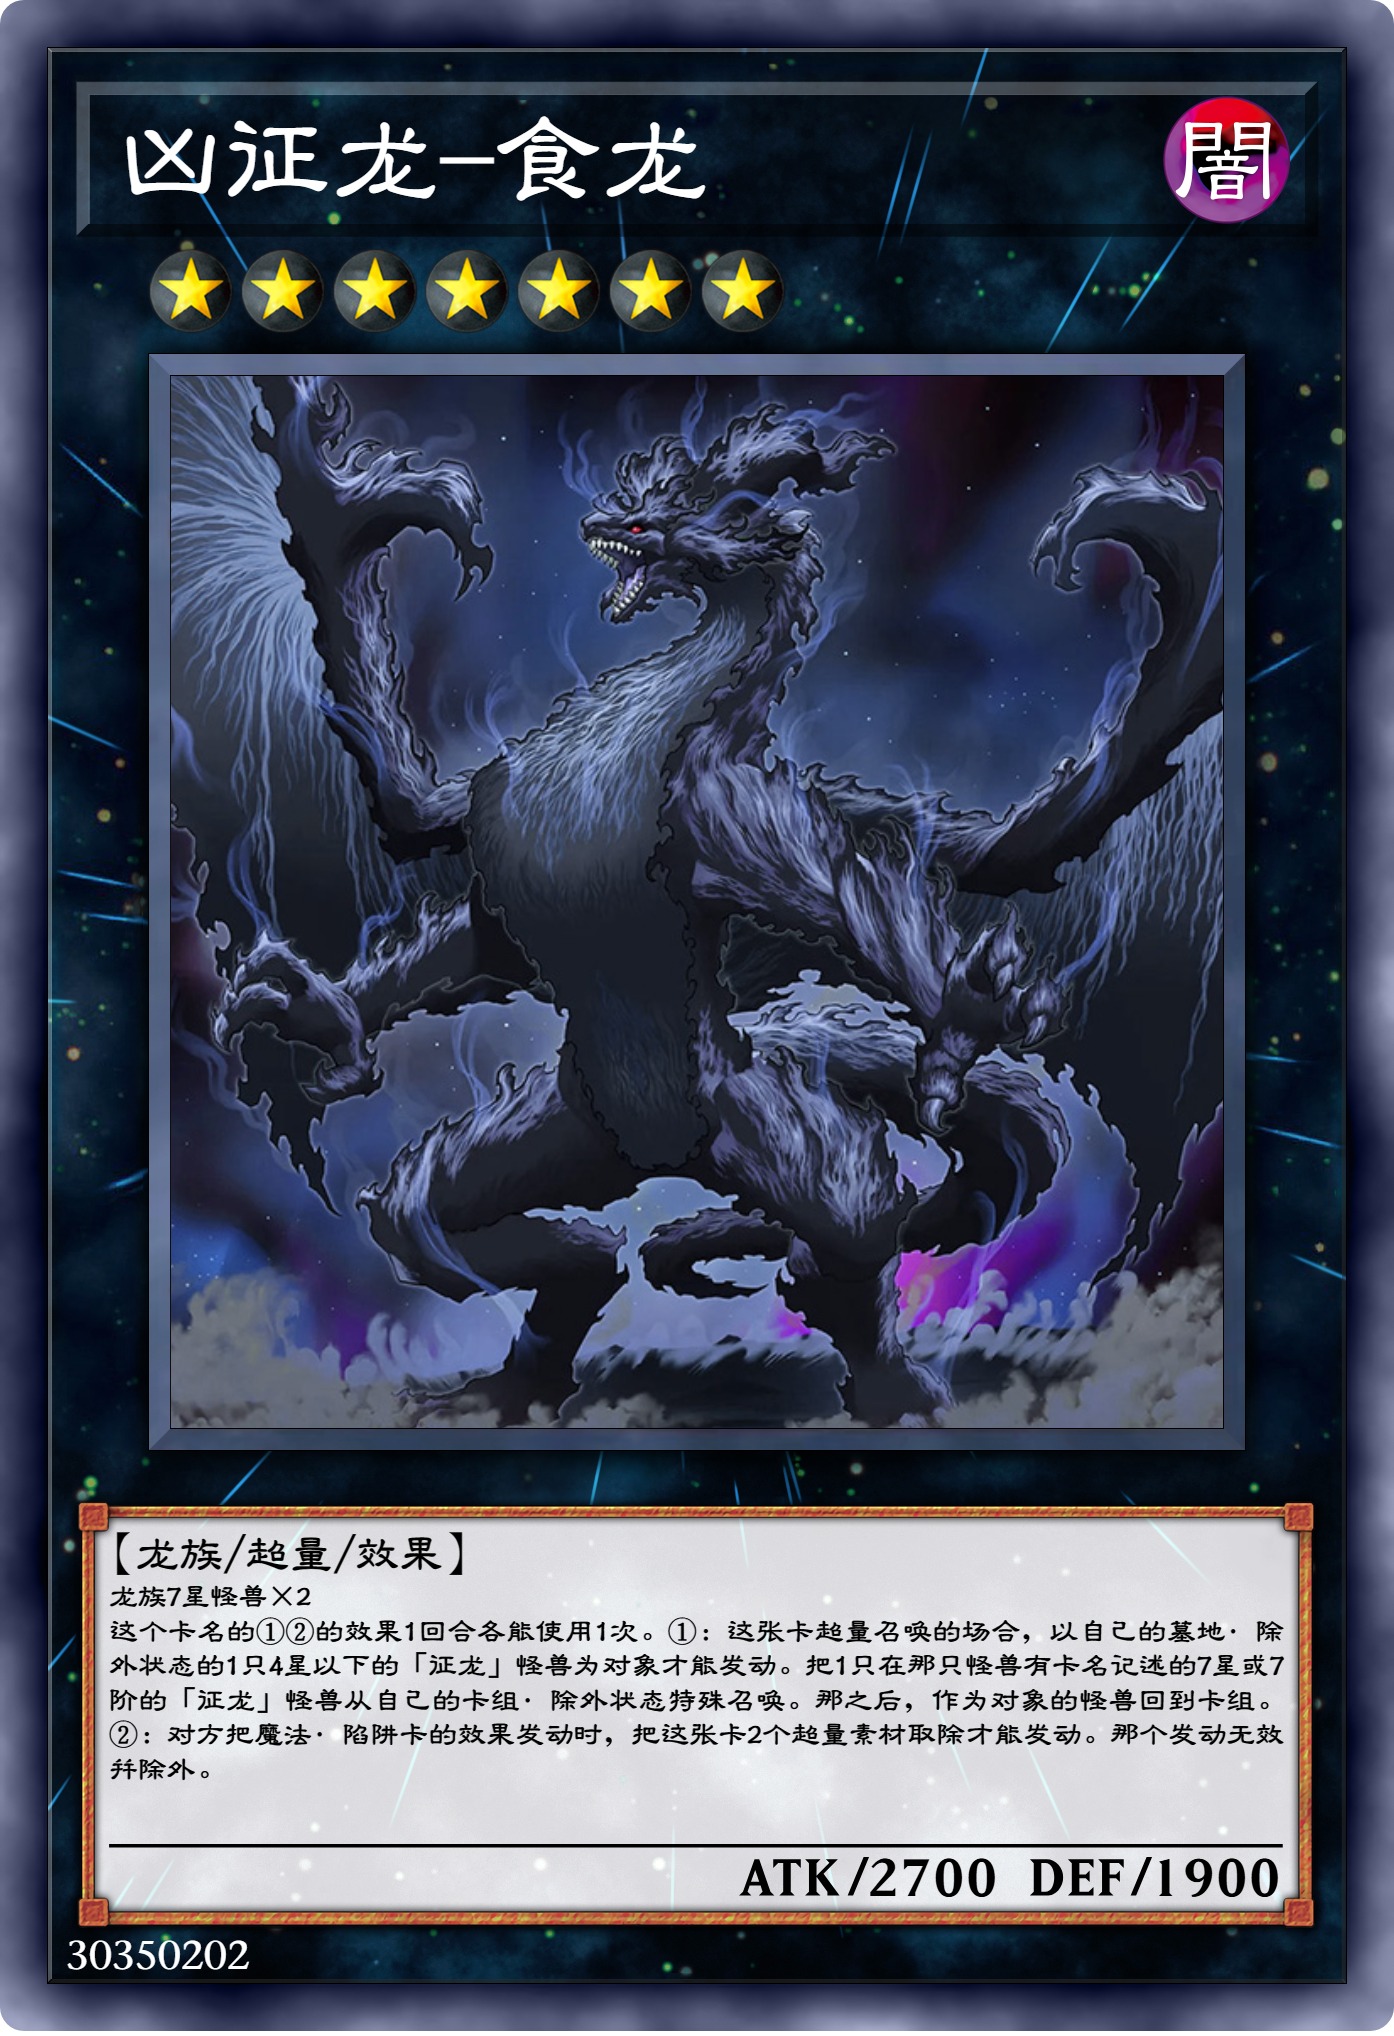 凶征龙-食龙
闇
【龙族/超量/效果】
龙族7星怪兽×2
这个卡名的①②的效果1回合各能使用1次。①：这张卡超量召唤的场合，以自己的墓地·除
外状态的1只4星以下的「征龙」怪兽为对象才能发动。把1只在那只怪兽有卡名记述的7星或7
阶的「征龙」怪兽从自己的卡组·除外状态特殊召唤。那之后，作为对象的怪兽回到卡组。
②：对方把魔法·陷阱卡的效果发动时，把这张卡2个超量素材取除才能发动。那个发动无效
并除外。
ATK/2700 DEF/1900
30350202